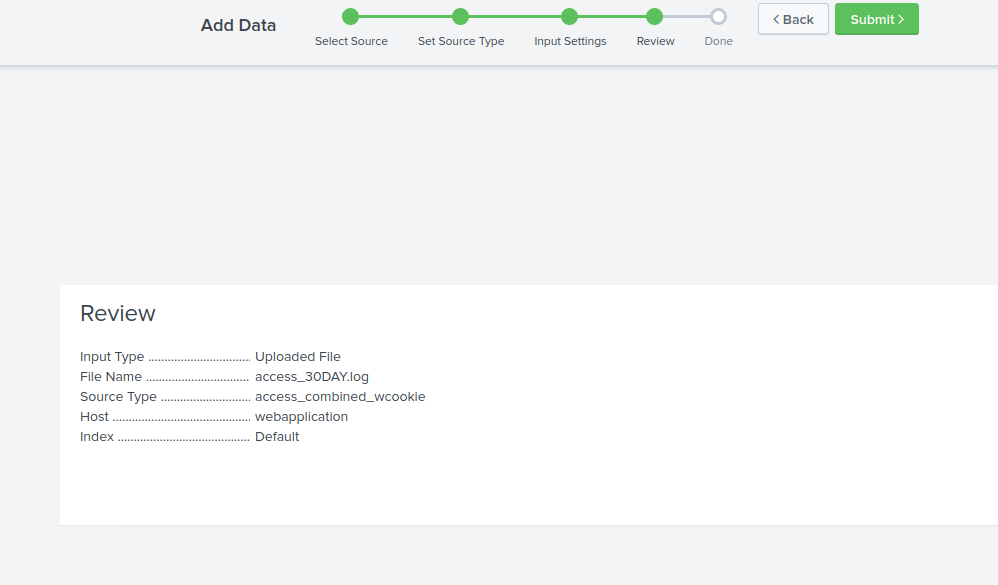 Add Data
Select Source
Set Source Type
Input Settings
Review
Done
< Back
Submit >
Review
Input Type ................................ Uploaded File
File Name ................................ access_30DAY.log
Source Type ............................ access_combined_wcookie
Host ........................................... webapplication
Index ......................................... Default